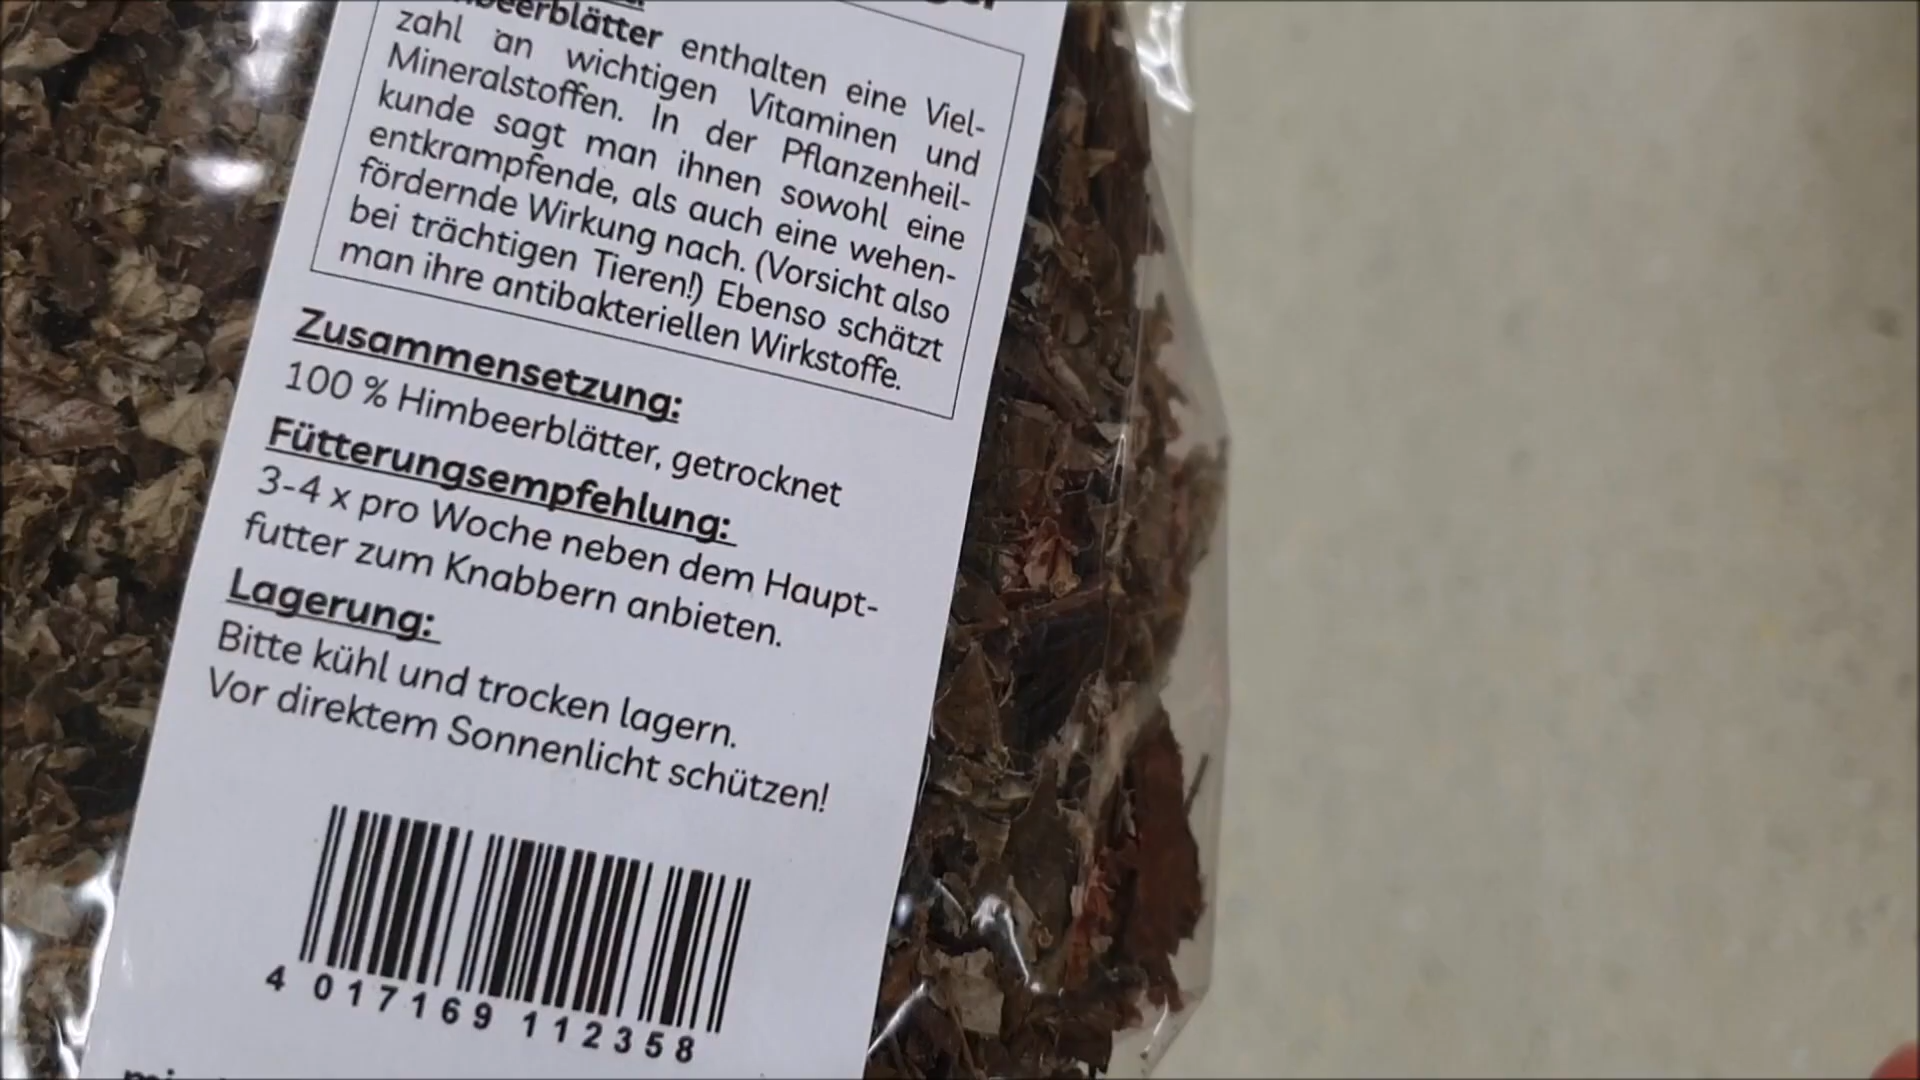 enthalten eine Viel-
zahl an wichtigen Vitaminen und
Mineralstoffen. In der Pflanzenheil-
kunde sagt man ihnen sowohl eine
entkrampfende, als auch eine wehen-
fördernde Wirkung nach. (Vorsicht also
bei trächtigen Tieren!) Ebenso schätzt
man ihre antibakteriellen Wirkstoffe.
Zusammensetzung:
100 % Himbeerblätter, getrocknet
Fütterungsempfehlung:
3-4 x pro Woche neben dem Haupt-
futter zum Knabbern anbieten.
Lagerung:
Bitte kühl und trocken lagern.
Vor direktem Sonnenlicht schützen!
4 017169 112358